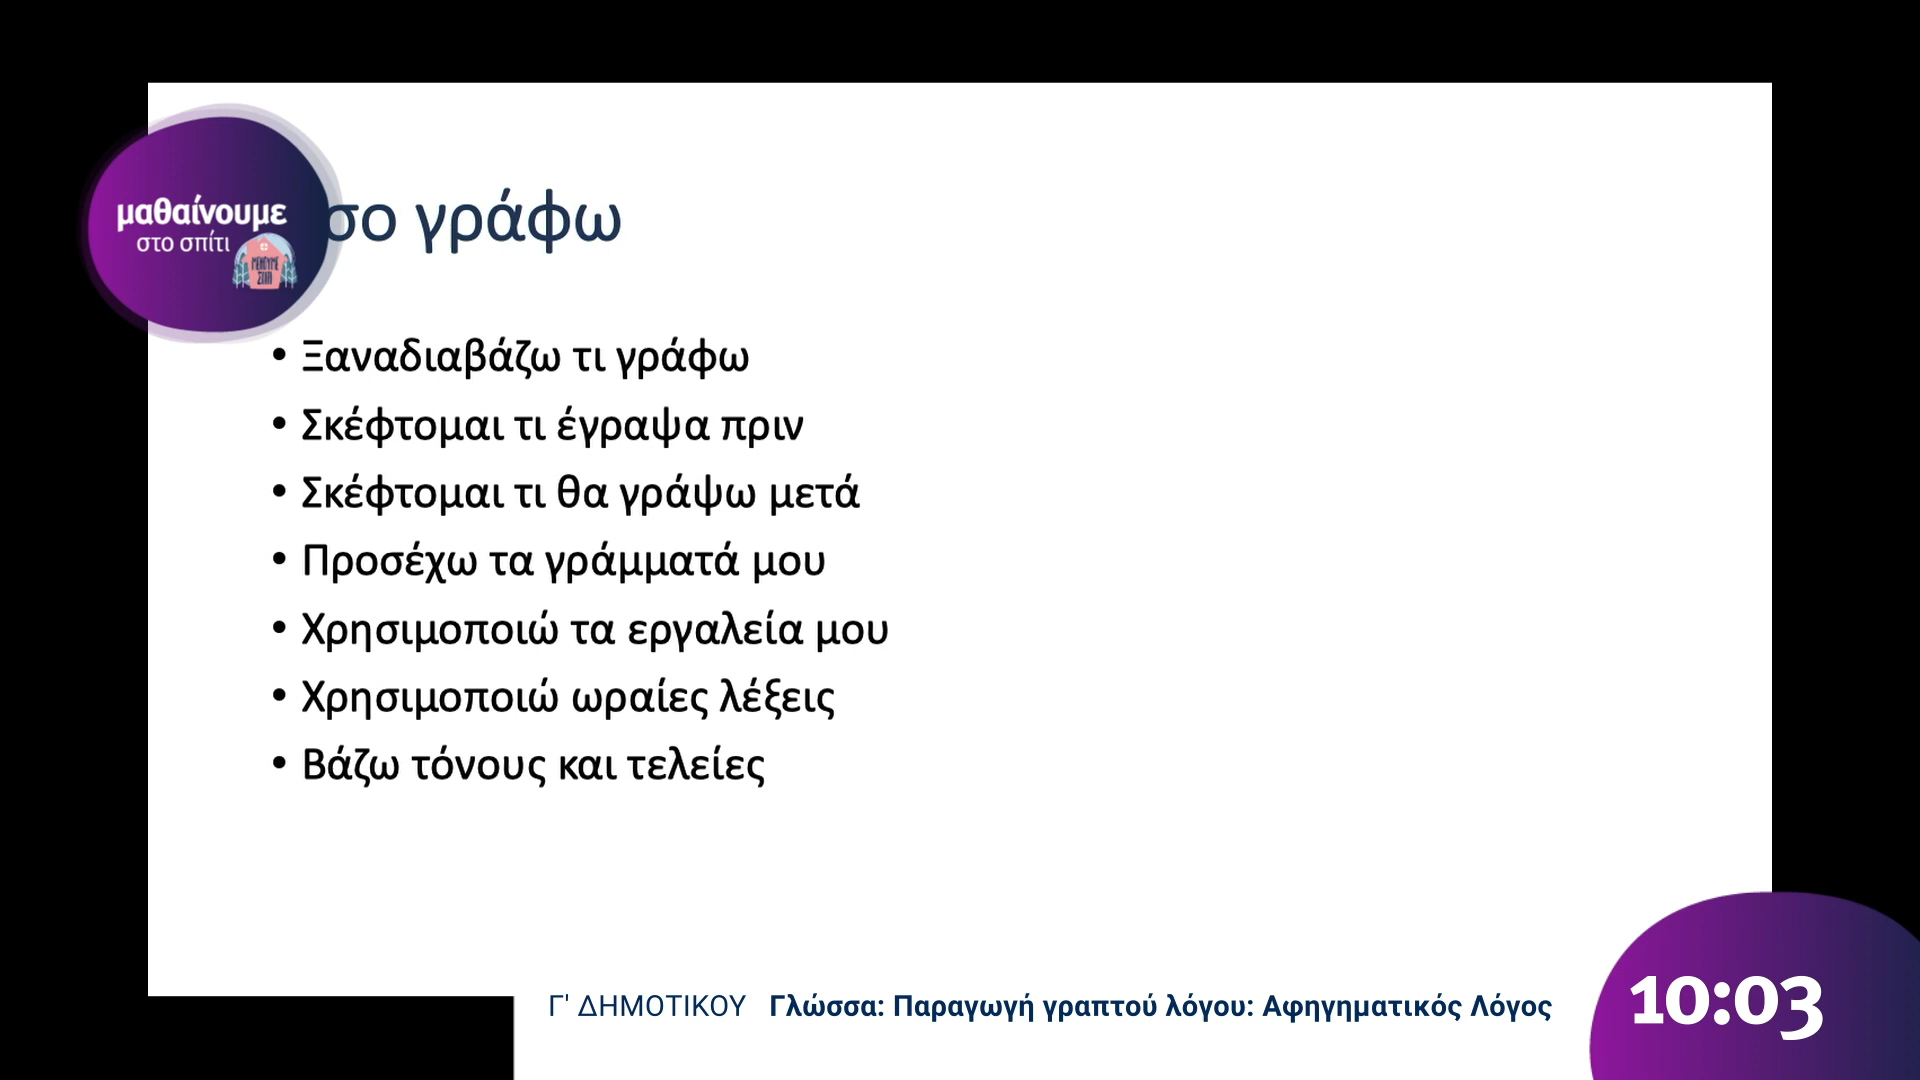 μαθαίνουμε
στο σπίτι
ΜΕΝΟΥΜΕ
ΣΠΙΤΙ
σο γράφω
• Ξαναδιαβάζω τι γράφω
• Σκέφτομαι τι έγραψα πριν
• Σκέφτομαι τι θα γράψω μετά
• Προσέχω τα γράμματά μου
• Χρησιμοποιώ τα εργαλεία μου
• Χρησιμοποιώ ωραίες λέξεις
• Βάζω τόνους και τελείες
Γ' ΔΗΜΟΤΙΚΟΥ Γλώσσα: Παραγωγή γραπτού λόγου: Αφηγηματικός Λόγος
10:03